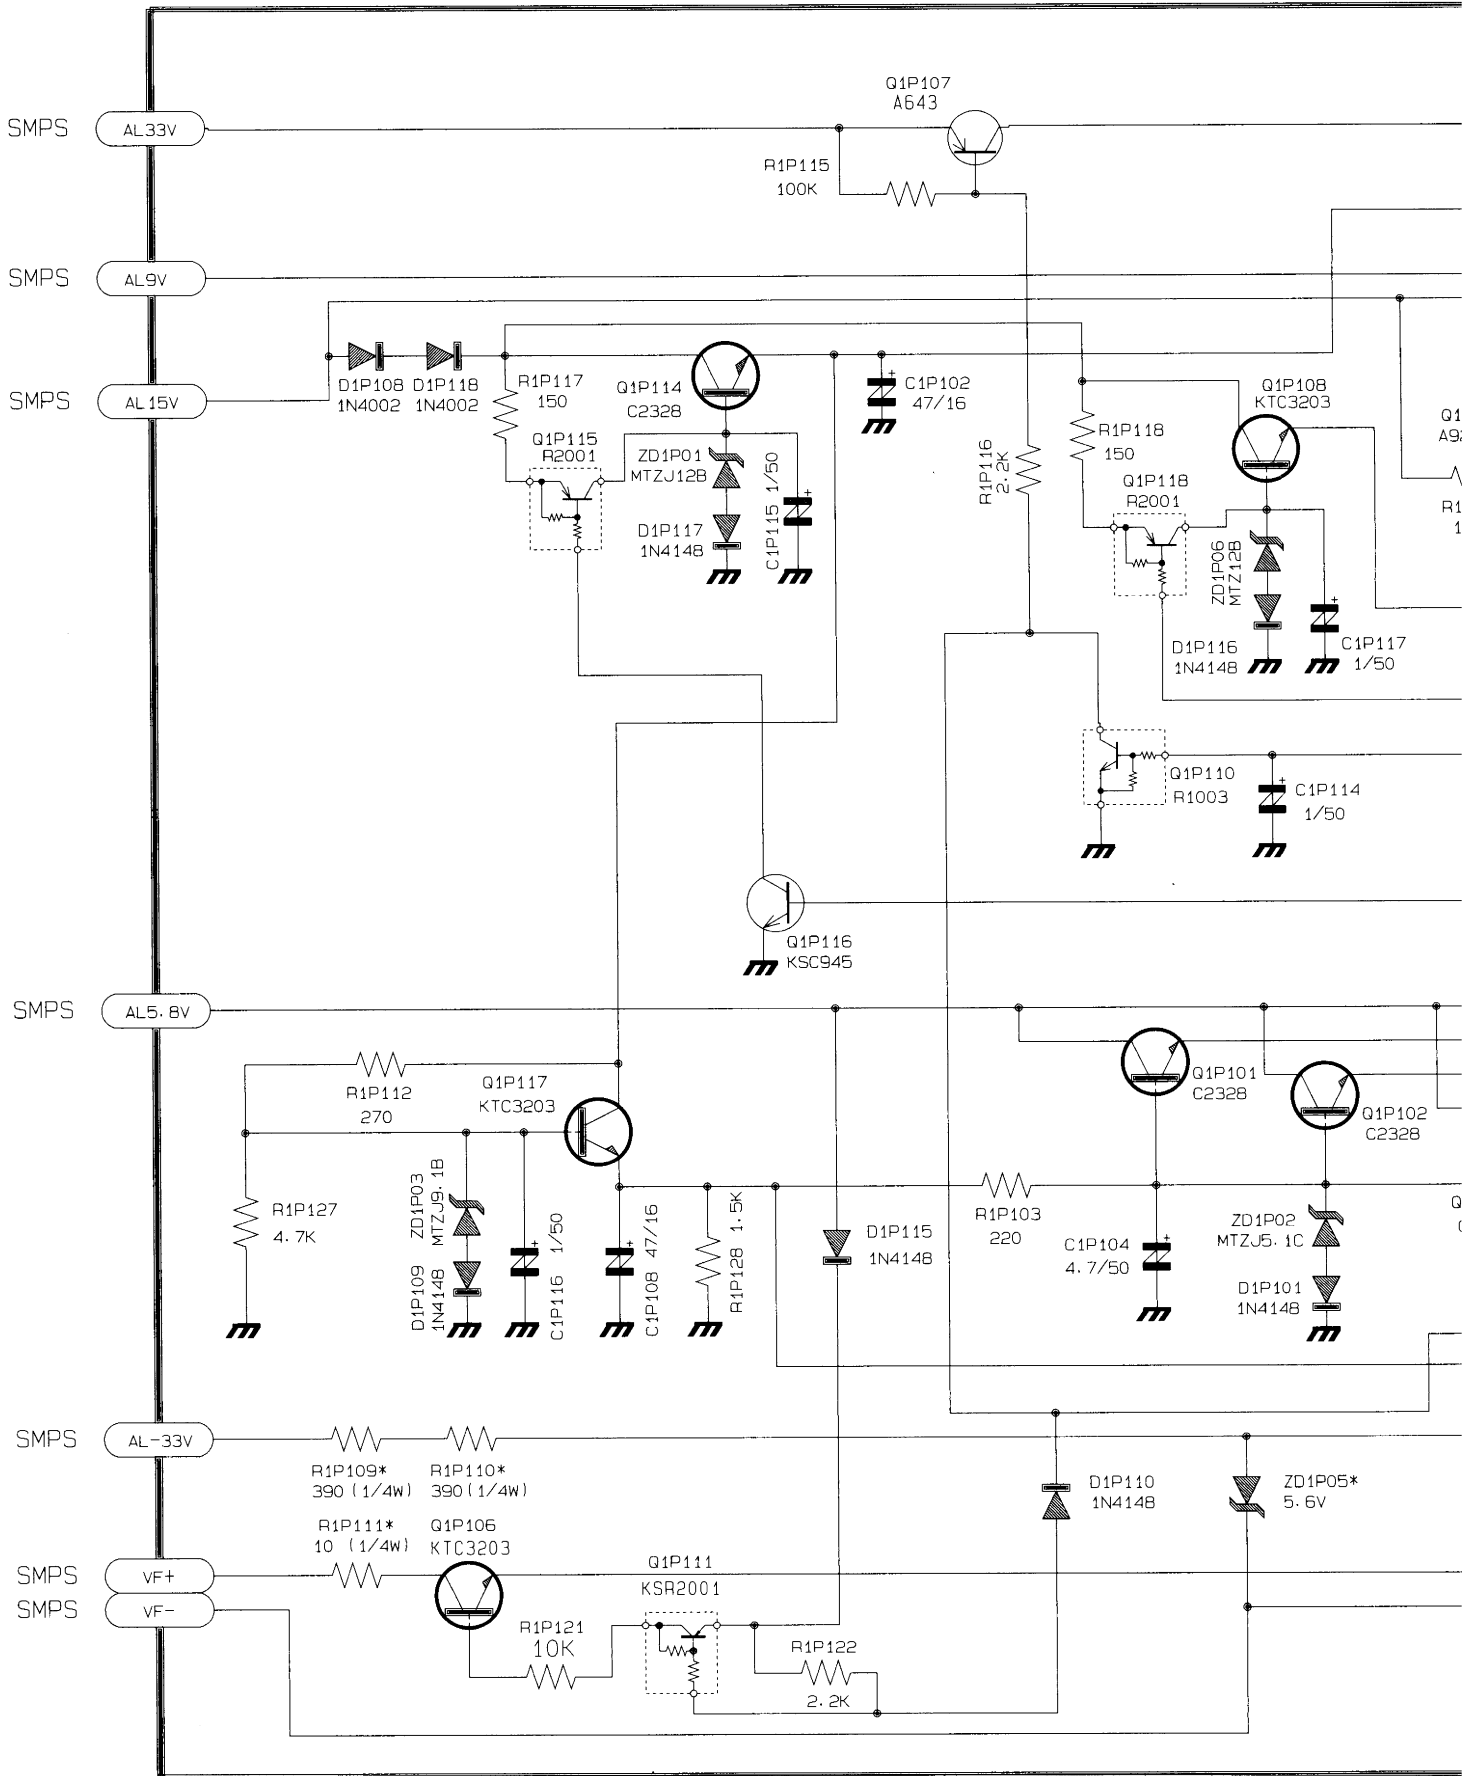 Q1P107
A643
SMPS
AL33V
R1P115
100K
SMPS
AL9V
D1P108
1N4002
D1P118
1N4002
R1P117
150
Q1P114
C2328
C1P102
47/16
Q1P108
KTC3203
SMPS
AL15V
Q1P115
R2001
ZD1P01
MTZJ12B
C1P115 1/50
R1P116
2.2K
R1P118
150
Q1P118
R2001
D1P117
1N4148
ZD1P06
MTZ12B
D1P116
1N4148
C1P117
1/50
Q1P110
R1003
C1P114
1/50
Q1P116
KSC945
SMPS
AL5.8V
R1P112
270
Q1P117
KTC3203
Q1P101
C2328
Q1P102
C2328
R1P127
4.7K
ZD1P03
MTZJ9.1B
D1P109
1N4148
C1P116 1/50
C1P108 47/16
R1P128 1.5K
D1P115
1N4148
R1P103
220
C1P104
4.7/50
ZD1P02
MTZJ5.1C
D1P101
1N4148
SMPS
AL-33V
R1P109*
390 (1/4W)
R1P110*
390 (1/4W)
D1P110
1N4148
ZD1P05*
5.6V
R1P111*
10 (1/4W)
Q1P106
KTC3203
SMPS
VF+
Q1P111
KSR2001
SMPS
VF-
R1P121
10K
R1P122
2.2K